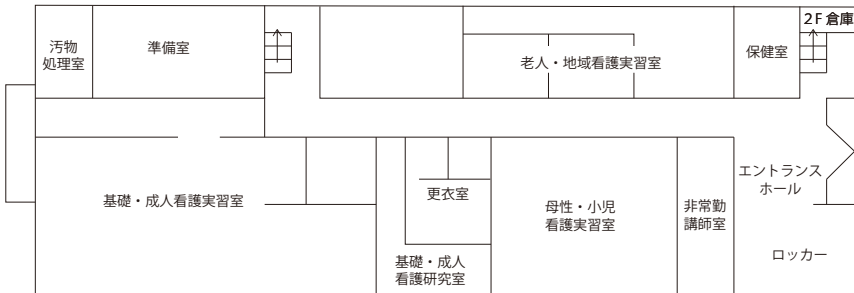 2F 倉庫
汚物
処理室
準備室
老人・地域看護実習室
保健室
エントランス
ホール
基礎・成人看護実習室
更衣室
母性・小児
看護実習室
非常勤
講師室
ロッカー
基礎・成人
看護研究室